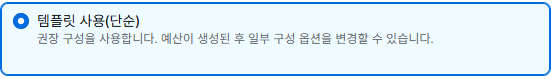 템플릿 사용(단순)
권장 구성을 사용합니다. 예산이 생성된 후 일부 구성 옵션을 변경할 수 있습니다.